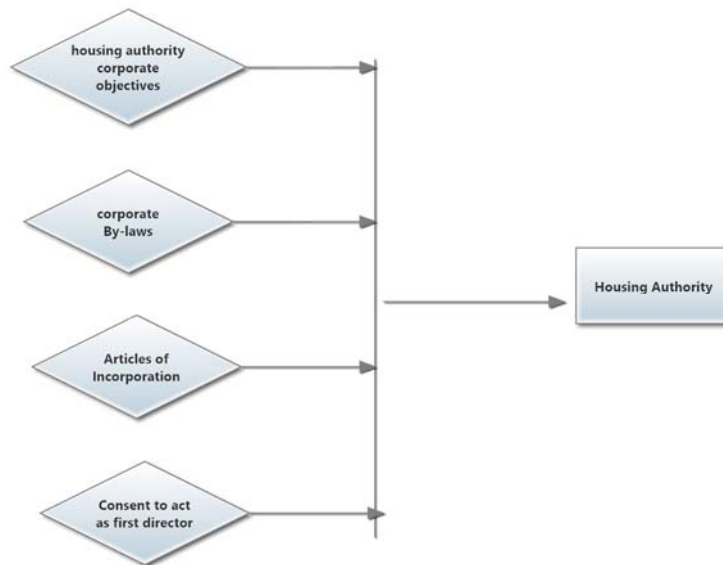 housing authority
corporate
objectives
corporate
By-laws
Housing Authority
Articles of
Incorporation
Consent to act
as first director